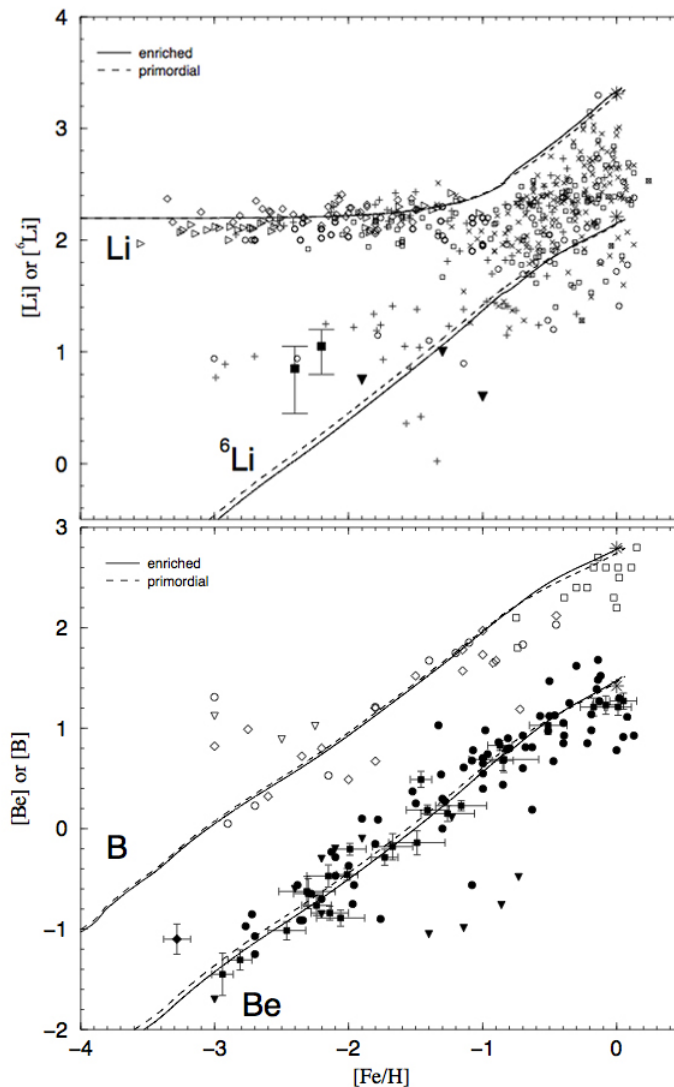 4
enriched
primordial
3
[Li] or [⁶Li]
2
Li
1
0
⁶Li
3
enriched
primordial
2
[Be] or [B]
1
0
B
-1
Be
-2
-4 -3 -2 -1 0
[Fe/H]